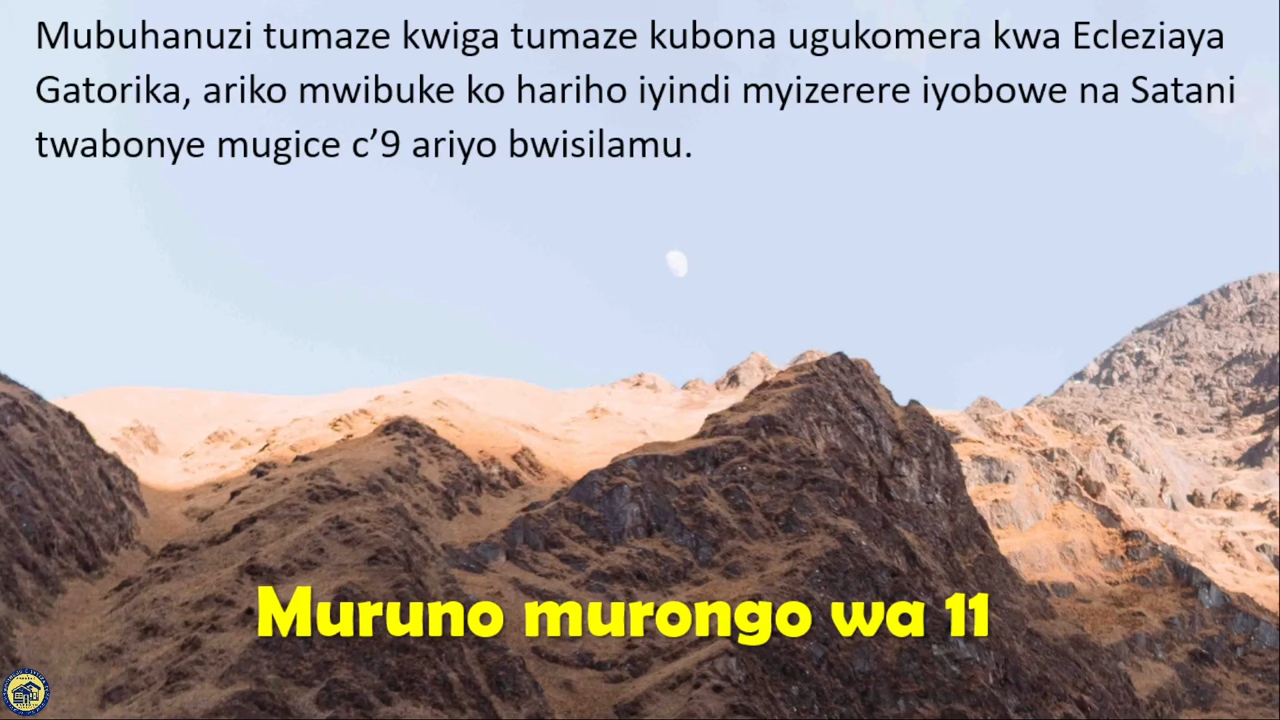 Mubuhanuzi tumaze kwiga tumaze kubona ugukomera kwa Ecleziaya
Gatorika, ariko mwibuke ko hariho iyindi myizerere iyobowe na Satani
twabonye mugice c’9 ariyo bwisilamu.
Muruno murongo wa 11